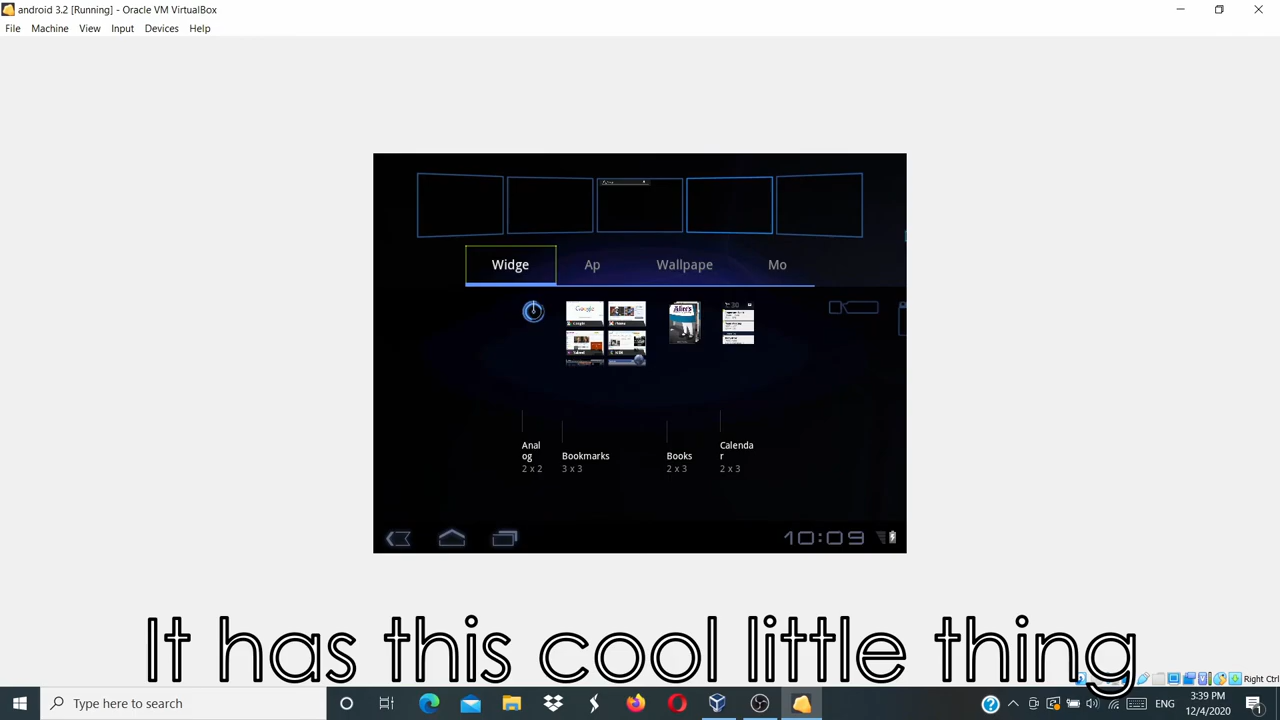 android 3.2 [Running] - Oracle VM VirtualBox
File Machine View Input Devices Help
Widge Ap Wallpape Mo
Google
Anal
og
2 x 2
Bookmarks
3 x 3
Books
2 x 3
Calenda
r
2 x 3
10:09
It has this cool little thing
Right Ctrl
Type here to search
ENG
3:39 PM
12/4/2020
1